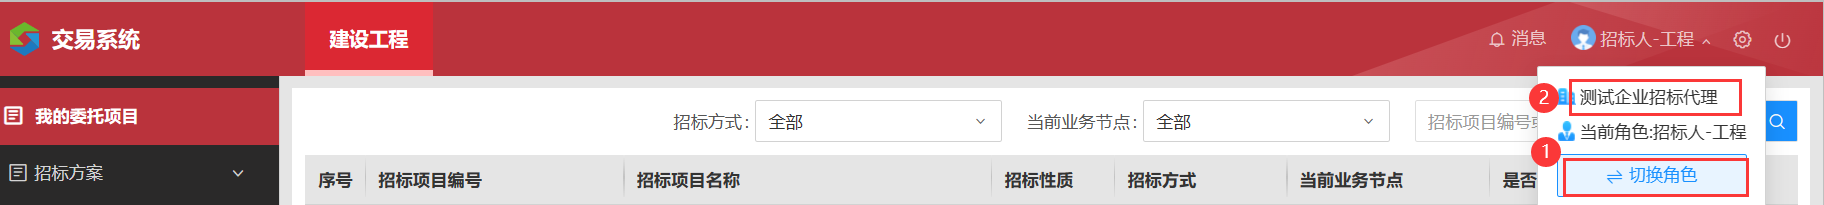 交易系统
建设工程
消息
招标人-工程
我的委托项目
招标方案
招标方式: 全部
当前业务节点: 全部
招标项目编号
2 测试企业招标代理
当前角色:招标人-工程
1 切换角色
序号 招标项目编号 招标项目名称 招标性质 招标方式 当前业务节点 是否